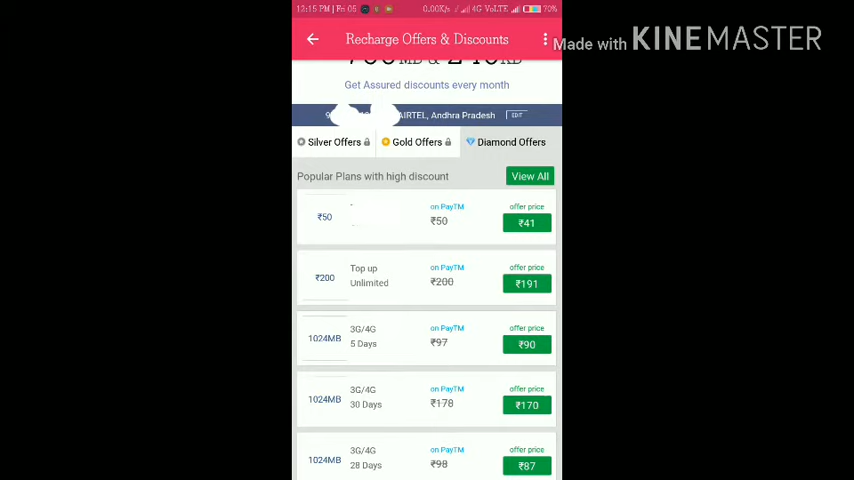 12:15 PM | Fri 05
0.00K/s
4G VoLTE
70%
Recharge Offers & Discounts
Made with KINEMASTER
Get Assured discounts every month
AIRTEL, Andhra Pradesh
EDIT
Silver Offers
Gold Offers
Diamond Offers
Popular Plans with high discount
View All
on PayTM
offer price
₹50
₹50
₹41
Top up
on PayTM
offer price
₹200
Unlimited
₹200
₹191
3G/4G
on PayTM
offer price
1024MB
5 Days
₹97
₹90
3G/4G
on PayTM
offer price
1024MB
30 Days
₹178
₹170
3G/4G
on PayTM
offer price
1024MB
28 Days
₹98
₹87